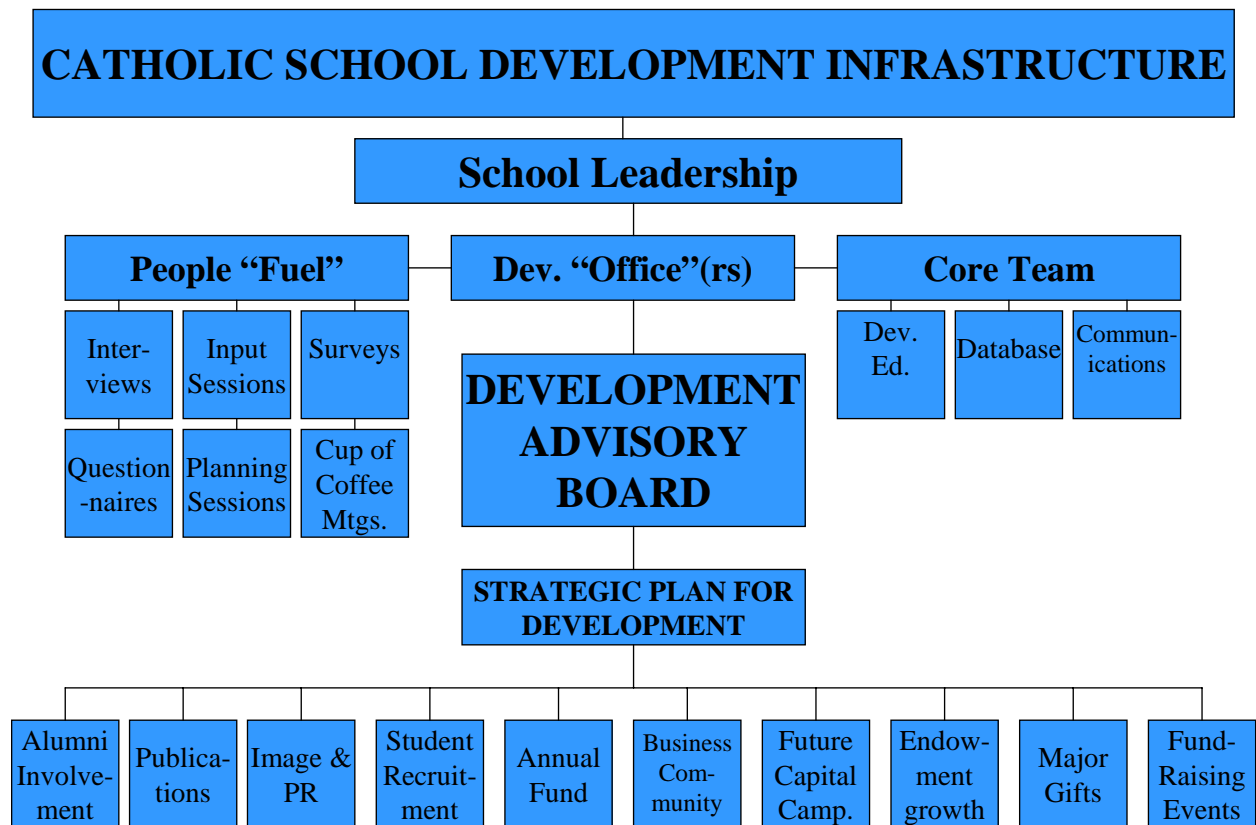 CATHOLIC SCHOOL DEVELOPMENT INFRASTRUCTURE
School Leadership
People “Fuel”
Dev. “Office”(rs)
Core Team
Inter-
views
Input
Sessions
Surveys
Question
-naires
Planning
Sessions
Cup of
Coffee
Mtgs.
DEVELOPMENT
ADVISORY
BOARD
Dev.
Ed.
Database
Commun-
ications
STRATEGIC PLAN FOR
DEVELOPMENT
Alumni
Involve-
ment
Publica-
tions
Image &
PR
Student
Recruit-
ment
Annual
Fund
Business
Com-
munity
Future
Capital
Camp.
Endow-
ment
growth
Major
Gifts
Fund-
Raising
Events